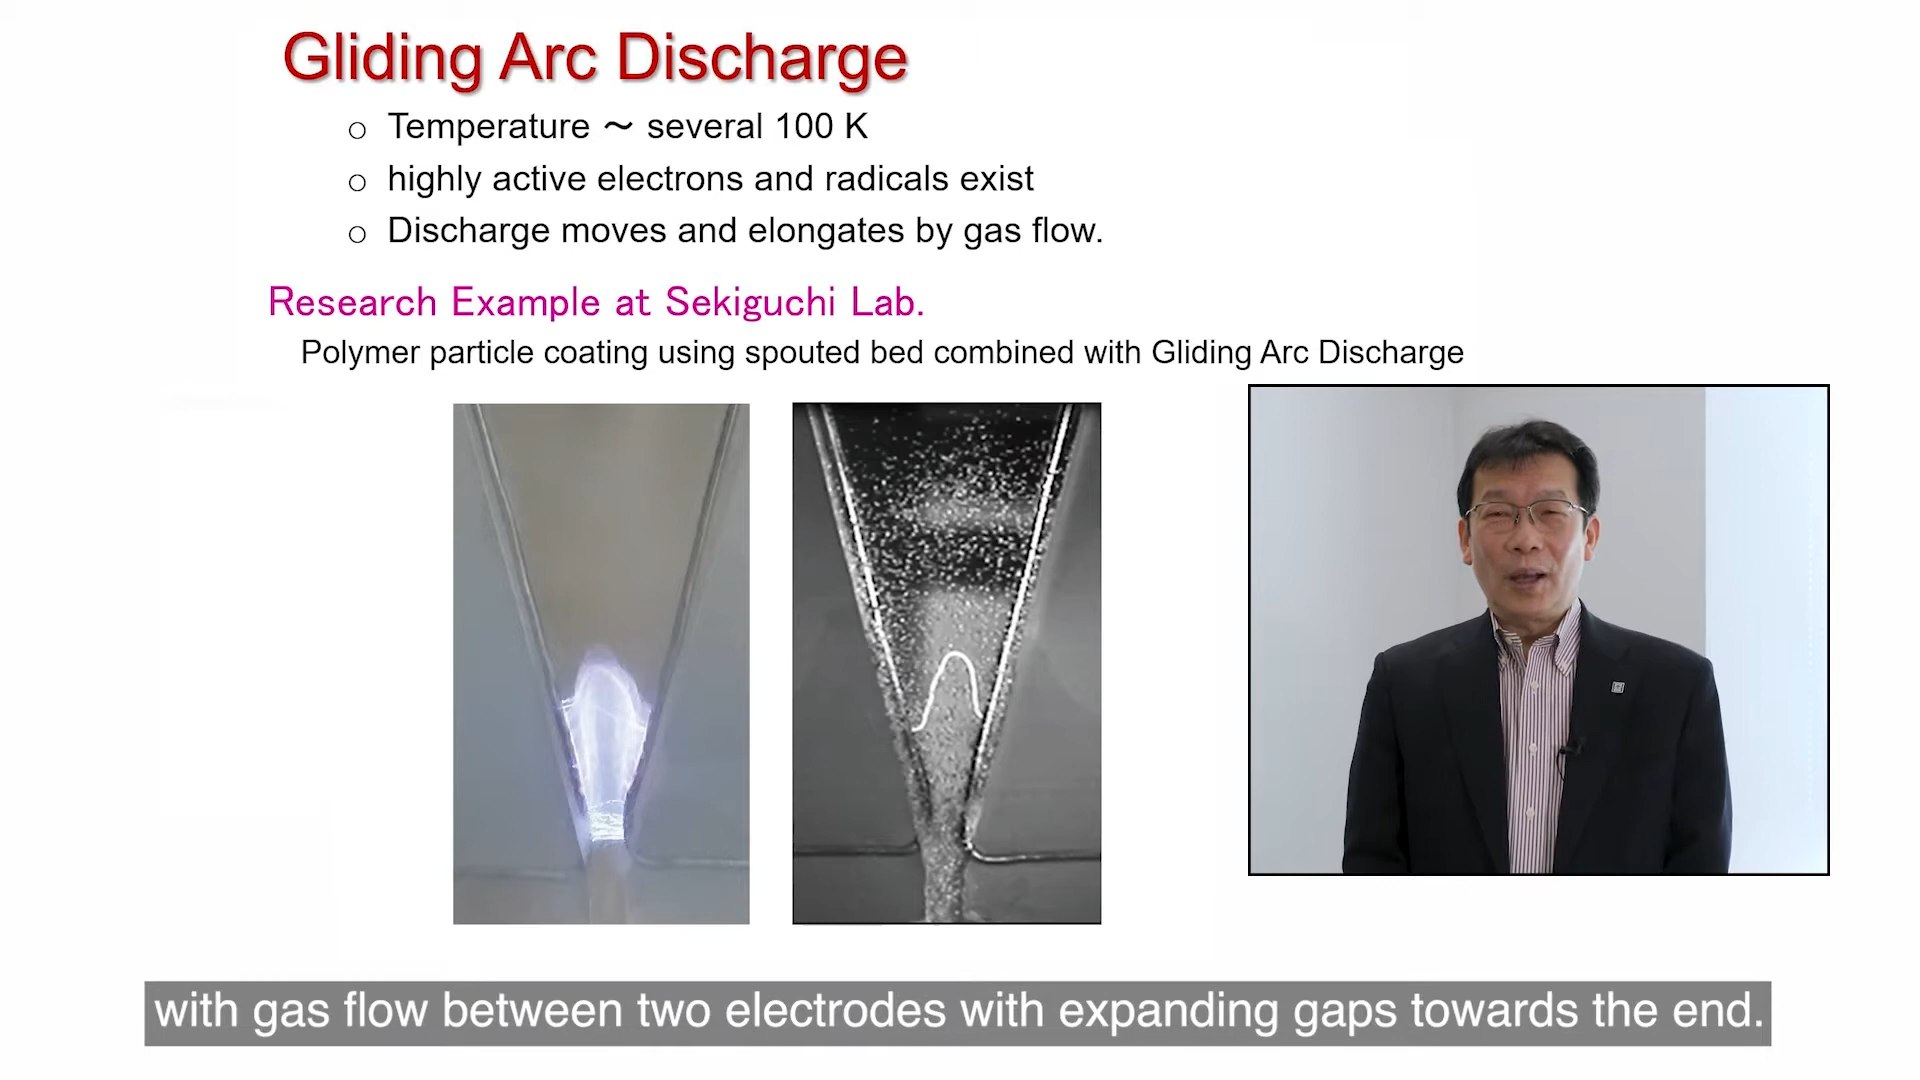 Gliding Arc Discharge
○ Temperature ～ several 100 K
○ highly active electrons and radicals exist
○ Discharge moves and elongates by gas flow.
Research Example at Sekiguchi Lab.
Polymer particle coating using spouted bed combined with Gliding Arc Discharge
with gas flow between two electrodes with expanding gaps towards the end.